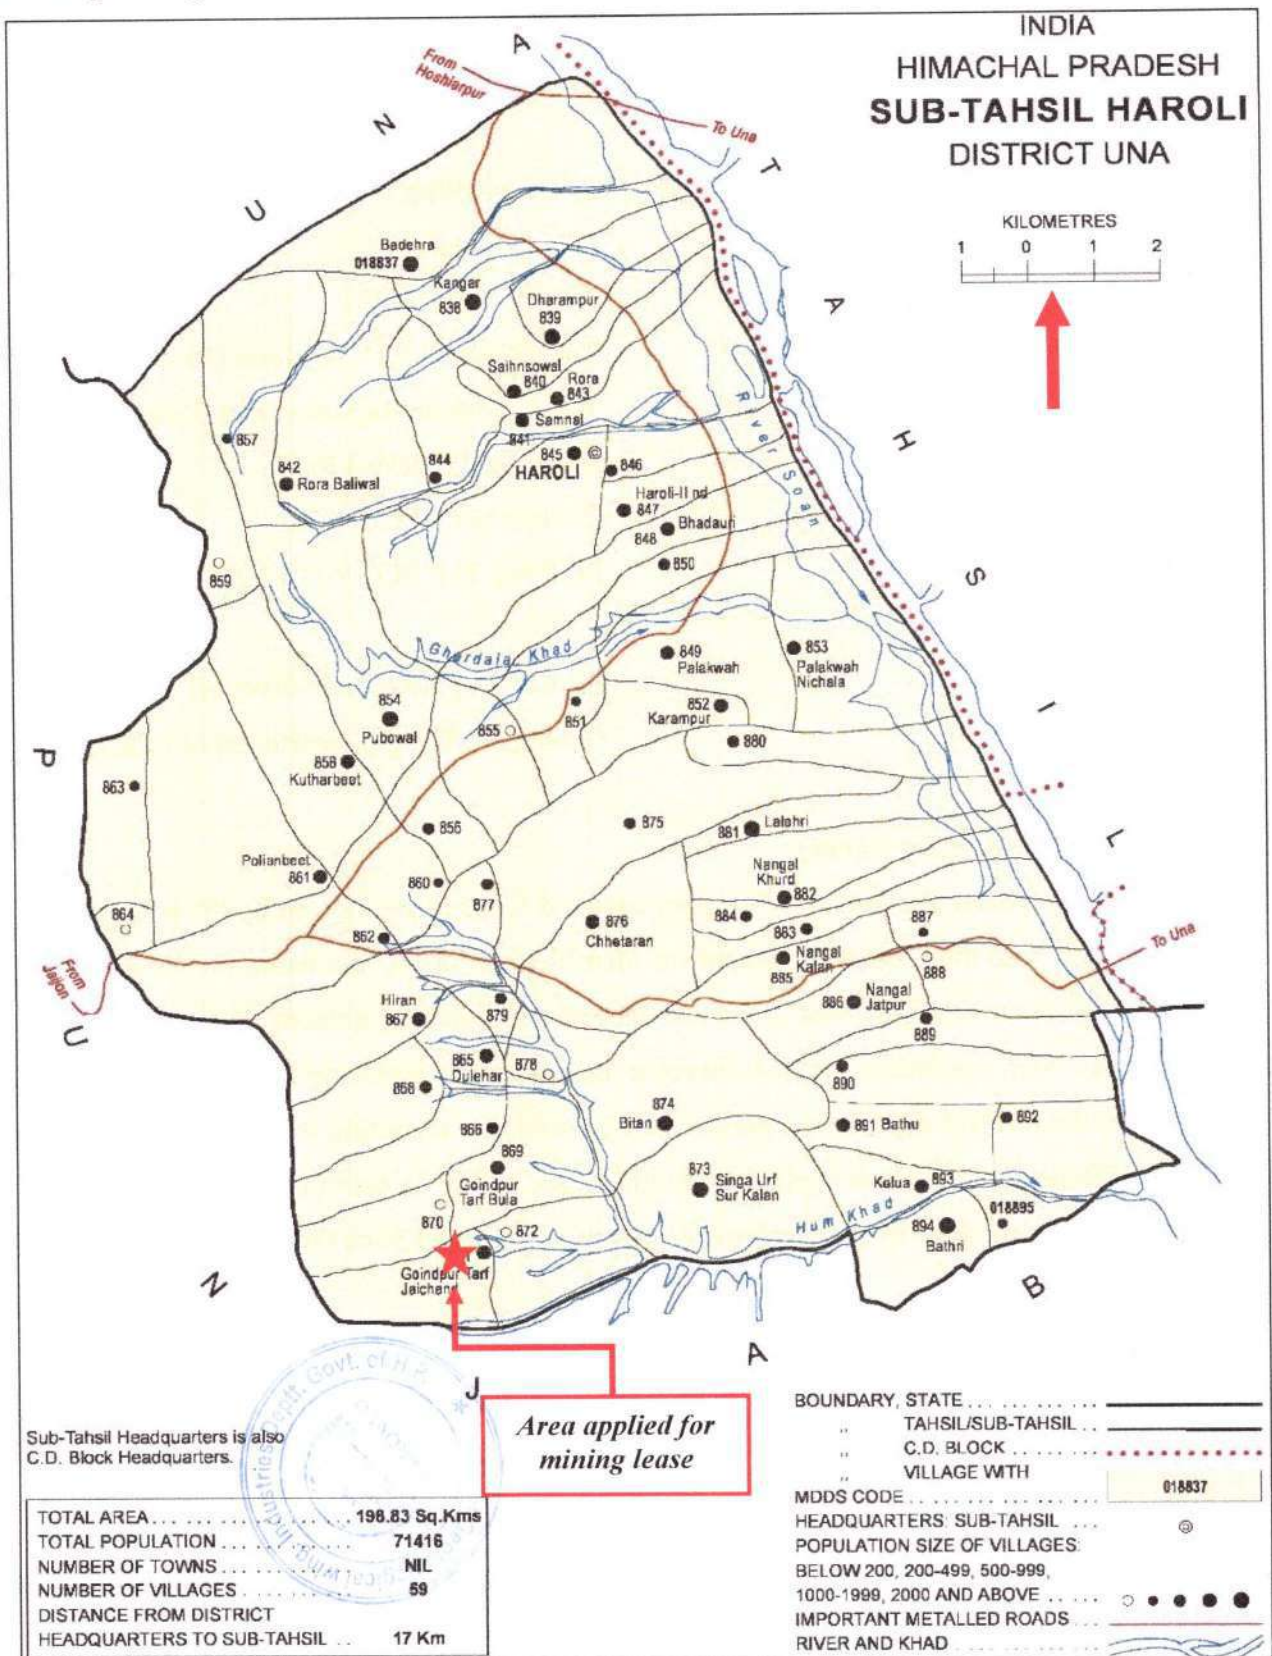 INDIA
HIMACHAL PRADESH
SUB-TAHSIL HAROLI
DISTRICT UNA
KILOMETRES
1 0 1 2
From
Hoshiarpur
To Una
U N A
T A H S I L
P U N J A B
Badehra
018837
Kangar
838
Dharampur
839
Saihnsowal
840
Rora
843
Samnal
841
845
HAROLI
846
857
842
Rora Baliwal
844
Haroli-II nd
847
Bhadauri
848
850
River Soan
859
Ghardala Khad
849
Palakwah
853
Palakwah
Nichala
854
Pubowal
855
851
852
Karampur
880
858
Kutharbeet
863
856
875
881
Lalahri
Polianbeet
861
860
877
Nangal
Khurd
882
864
876
Chhetaran
884
883
887
862
Nangal
Kalan
885
888
To Una
From
Jaijon
Hiran
867
879
886
Nangal
Jatpur
889
865
Dulehar
878
868
890
866
874
Bitan
891 Bathu
892
869
Goindpur
Tarf Bula
873
Singa Urf
Sur Kalan
Kelua
893
870
872
Hum Khad
894
Bathri
018895
Goindpur Tarf
Jaichand
Area applied for
mining lease
Sub-Tahsil Headquarters is also
C.D. Block Headquarters.
TOTAL AREA ... 198.83 Sq.Kms
TOTAL POPULATION ... 71416
NUMBER OF TOWNS ... NIL
NUMBER OF VILLAGES ... 59
DISTANCE FROM DISTRICT
HEADQUARTERS TO SUB-TAHSIL .. 17 Km
BOUNDARY, STATE ...
,, TAHSIL/SUB-TAHSIL ..
,, C.D. BLOCK ...
,, VILLAGE WITH
MDDS CODE ... 018837
HEADQUARTERS: SUB-TAHSIL ...
POPULATION SIZE OF VILLAGES:
BELOW 200, 200-499, 500-999,
1000-1999, 2000 AND ABOVE ...
IMPORTANT METALLED ROADS ...
RIVER AND KHAD ...
Industries Deptt. Govt. of H.P.